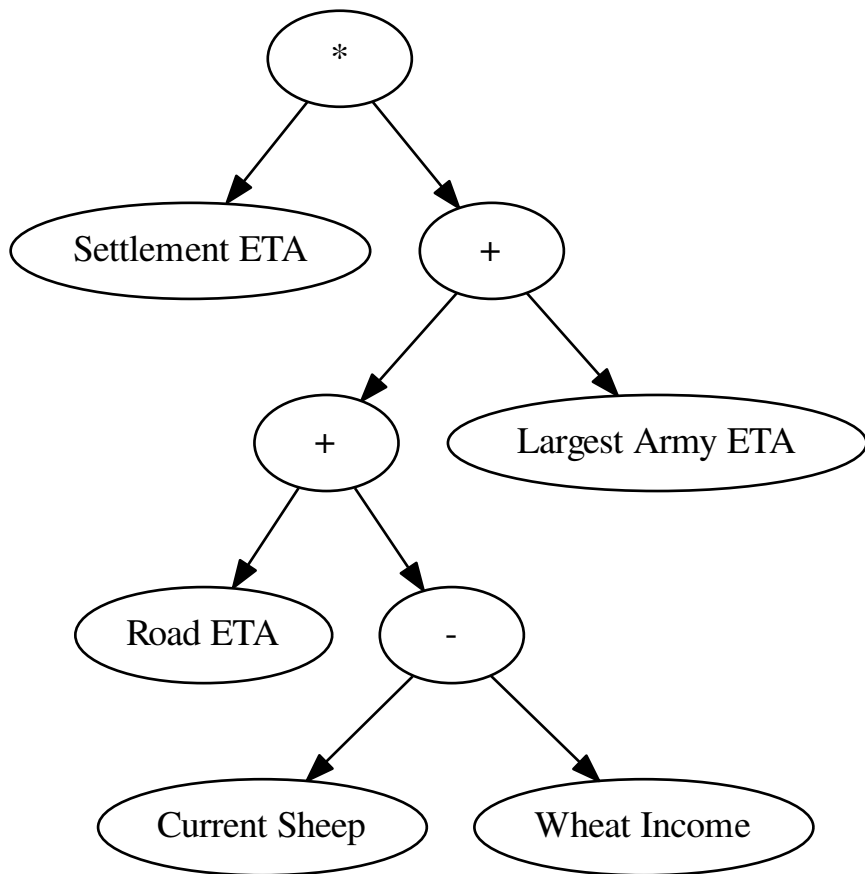 *
Settlement ETA
+
+
Largest Army ETA
Road ETA
-
Current Sheep
Wheat Income